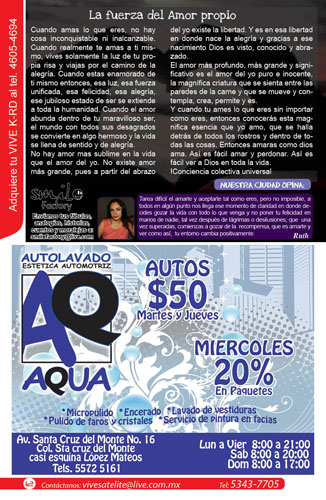 Adquiere tu VIVE K-RD al tel. 4605-4694
La fuerza del Amor propio
Cuando amas lo que eres, no hay
cosa inconquistable ni inalcanzable.
Cuando realmente te amas a ti mis-
mo, vives solamente la luz de tu pro-
pia risa y viajas por el camino de la
alegría. Cuando estas enamorado de
ti mismo entonces, esa luz, esa fuerza
unificada, esa felicidad, esa alegría,
ese jubiloso estado de ser se extiende
a toda la humanidad. Cuando el amor
abunda dentro de tu maravilloso ser,
el mundo con todos sus desagrados
se convierte en algo hermoso y la vida
se llena de sentido y de alegría.
No hay amor mas sublime en la vida
que el amor del yo. No existe amor
más grande, pues a partir del abrazo
del yo existe la libertad. Y es en esa libertad
en donde nace la alegría y gracias a ese
nacimiento Dios es visto, conocido y abra-
zado.
El amor más profundo, más grande y signi-
ficativo es el amor del yo puro e inocente,
la magnífica criatura que se sienta entre las
paredes de la carne y que se mueve y con-
templa, crea, permite y es.
Y cuando tu ames lo que eres sin importar
como eres, entonces conocerás esta mag-
nífica esencia que yo amo, que se halla
detrás de todos los rostros y dentro de to-
das las cosas. Entonces amaras como dios
ama. Así es fácil amar y perdonar. Así es
fácil ver a Dios en toda la vida.
!Conciencia colectiva universal
smile
Factory
Envíanos tus fábulas,
analogías, historias,
cuentos y moralejas a:
smilefactory@live.com
NUESTRA CIUDAD OPINA:
Tarea difícil el amarte y aceptarte tal como eres, pero no imposible, a
todos en algún punto nos llega ese momento de claridad en donde de-
cides gozar la vida con todo lo que venga y no poner tu felicidad en
manos de nadie, tal vez después de lágrimas o desilusiones, que una
vez superadas, comienzas a gozar de la recompensa, que es amarte y
ver como así, tu entorno cambia positivamente.
Ruth
AUTOLAVADO
ESTETICA AUTOMOTRIZ
AQ
AQUA
AUTOS
$50
Martes y Jueves
MIERCOLES
20%
En Paquetes
*Micropulido *Encerado *Lavado de vestiduras
*Pulido de faros y cristales *Servicio de pintura en facias
Av. Santa Cruz del Monte No. 16
Col. Sta cruz del Monte
casi esquina López Mateos
Tels. 5572 5161
Lun a Vier 8:00 a 21:00
Sab 8:00 a 20:00
Dom 8:00 a 17:00
Contáctanos: vivesatelite@live.com.mx
Tel: 5343-7705